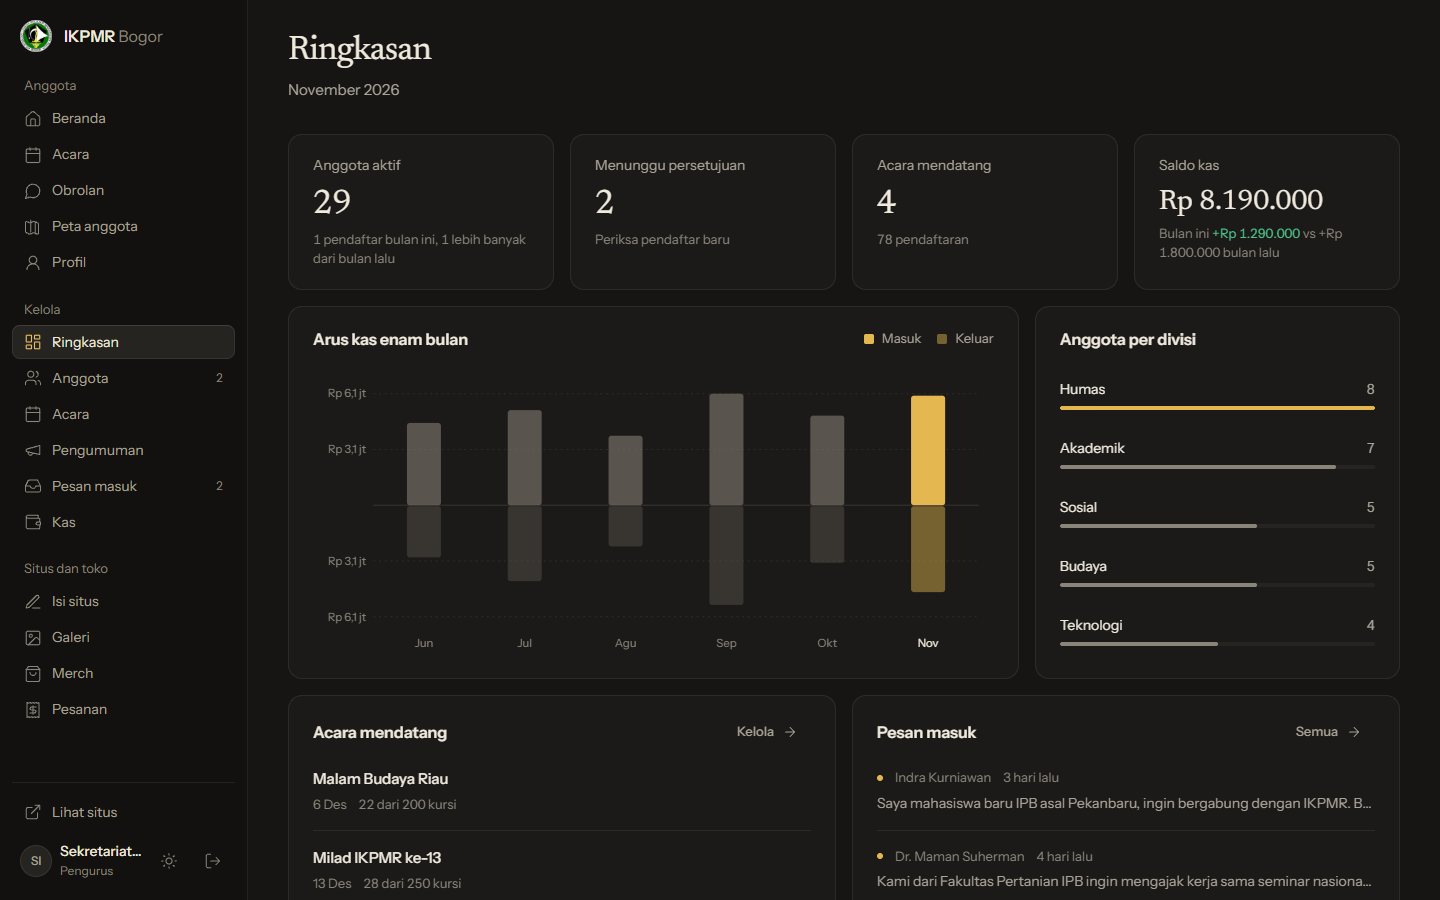 IKPMR Bogor
Anggota
Beranda
Acara
Obrolan
Peta anggota
Profil
Kelola
Ringkasan
Anggota 2
Acara
Pengumuman
Pesan masuk 2
Kas
Situs dan toko
Isi situs
Galeri
Merch
Pesanan
Lihat situs
SI
Sekretariat...
Pengurus
Ringkasan
November 2026
Anggota aktif
29
1 pendaftar bulan ini, 1 lebih banyak
dari bulan lalu
Menunggu persetujuan
2
Periksa pendaftar baru
Acara mendatang
4
78 pendaftaran
Saldo kas
Rp 8.190.000
Bulan ini +Rp 1.290.000 vs +Rp
1.800.000 bulan lalu
Arus kas enam bulan
Masuk
Keluar
Rp 6,1 jt
Rp 3,1 jt
Rp 3,1 jt
Rp 6,1 jt
Jun
Jul
Agu
Sep
Okt
Nov
Anggota per divisi
Humas 8
Akademik 7
Sosial 5
Budaya 5
Teknologi 4
Acara mendatang
Kelola →
Malam Budaya Riau
6 Des 22 dari 200 kursi
Milad IKPMR ke-13
13 Des 28 dari 250 kursi
Pesan masuk
Semua →
Indra Kurniawan 3 hari lalu
Saya mahasiswa baru IPB asal Pekanbaru, ingin bergabung dengan IKPMR. B...
Dr. Maman Suherman 4 hari lalu
Kami dari Fakultas Pertanian IPB ingin mengajak kerja sama seminar nasiona...